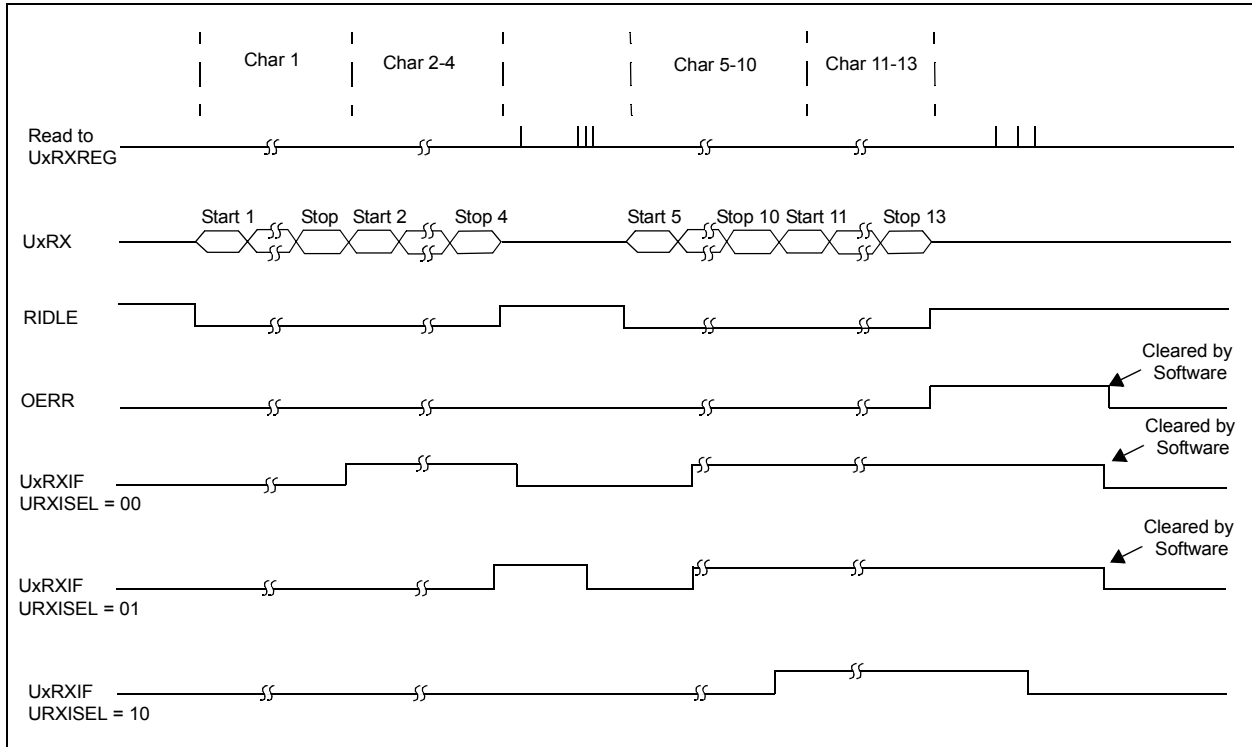 Char 1
Char 2-4
Char 5-10
Char 11-13
Read to
UxRXREG
Start 1
Stop
Start 2
Stop 4
Start 5
Stop 10
Start 11
Stop 13
UxRX
RIDLE
Cleared by
Software
OERR
Cleared by
Software
UxRXIF
URXISEL = 00
Cleared by
Software
UxRXIF
URXISEL = 01
UxRXIF
URXISEL = 10